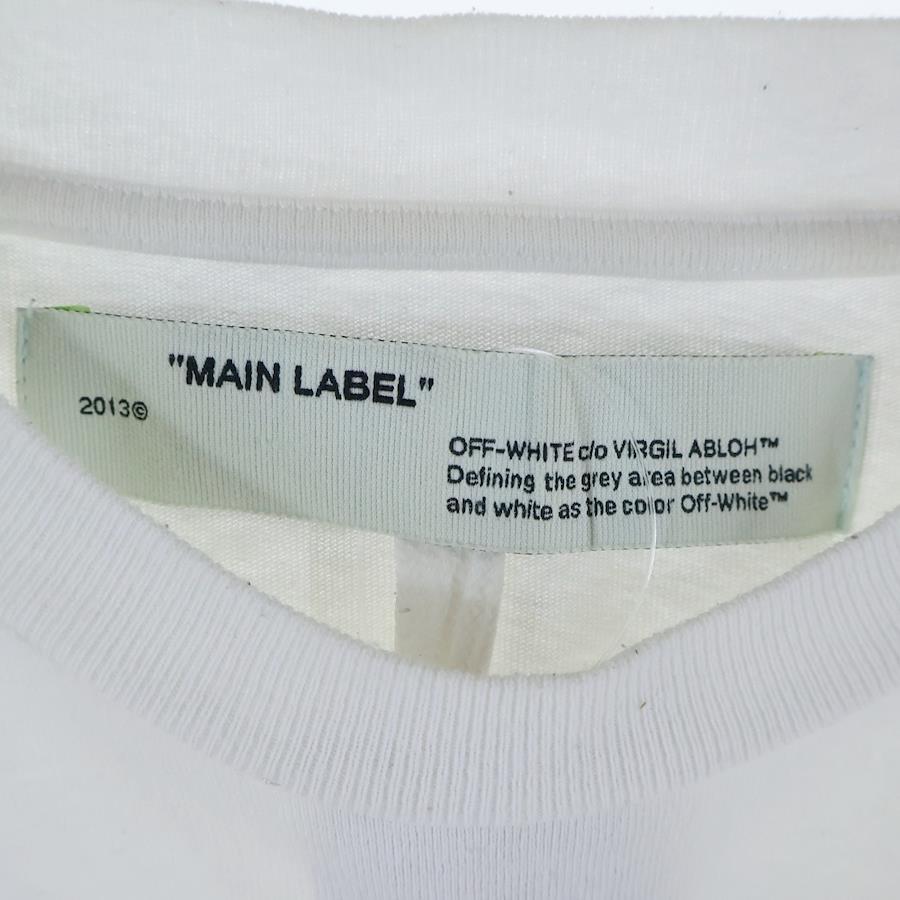 "MAIN LABEL"
2013©
OFF-WHITE c/o VIRGIL ABLOH™
Defining the grey area between black
and white as the color Off-White™